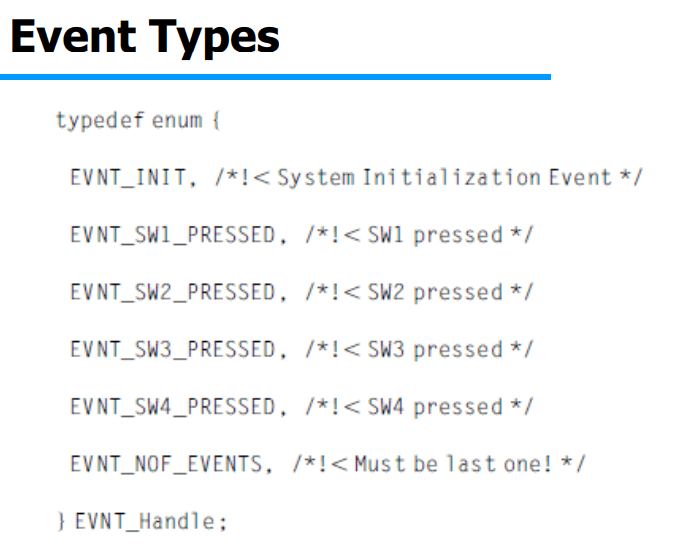 Event Types
typedef enum {
EVNT_INIT, /*!< System Initialization Event */
EVNT_SW1_PRESSED, /*!< SW1 pressed */
EVNT_SW2_PRESSED, /*!< SW2 pressed */
EVNT_SW3_PRESSED, /*!< SW3 pressed */
EVNT_SW4_PRESSED, /*!< SW4 pressed */
EVNT_NOF_EVENTS, /*!< Must be last one! */
} EVNT_Handle;